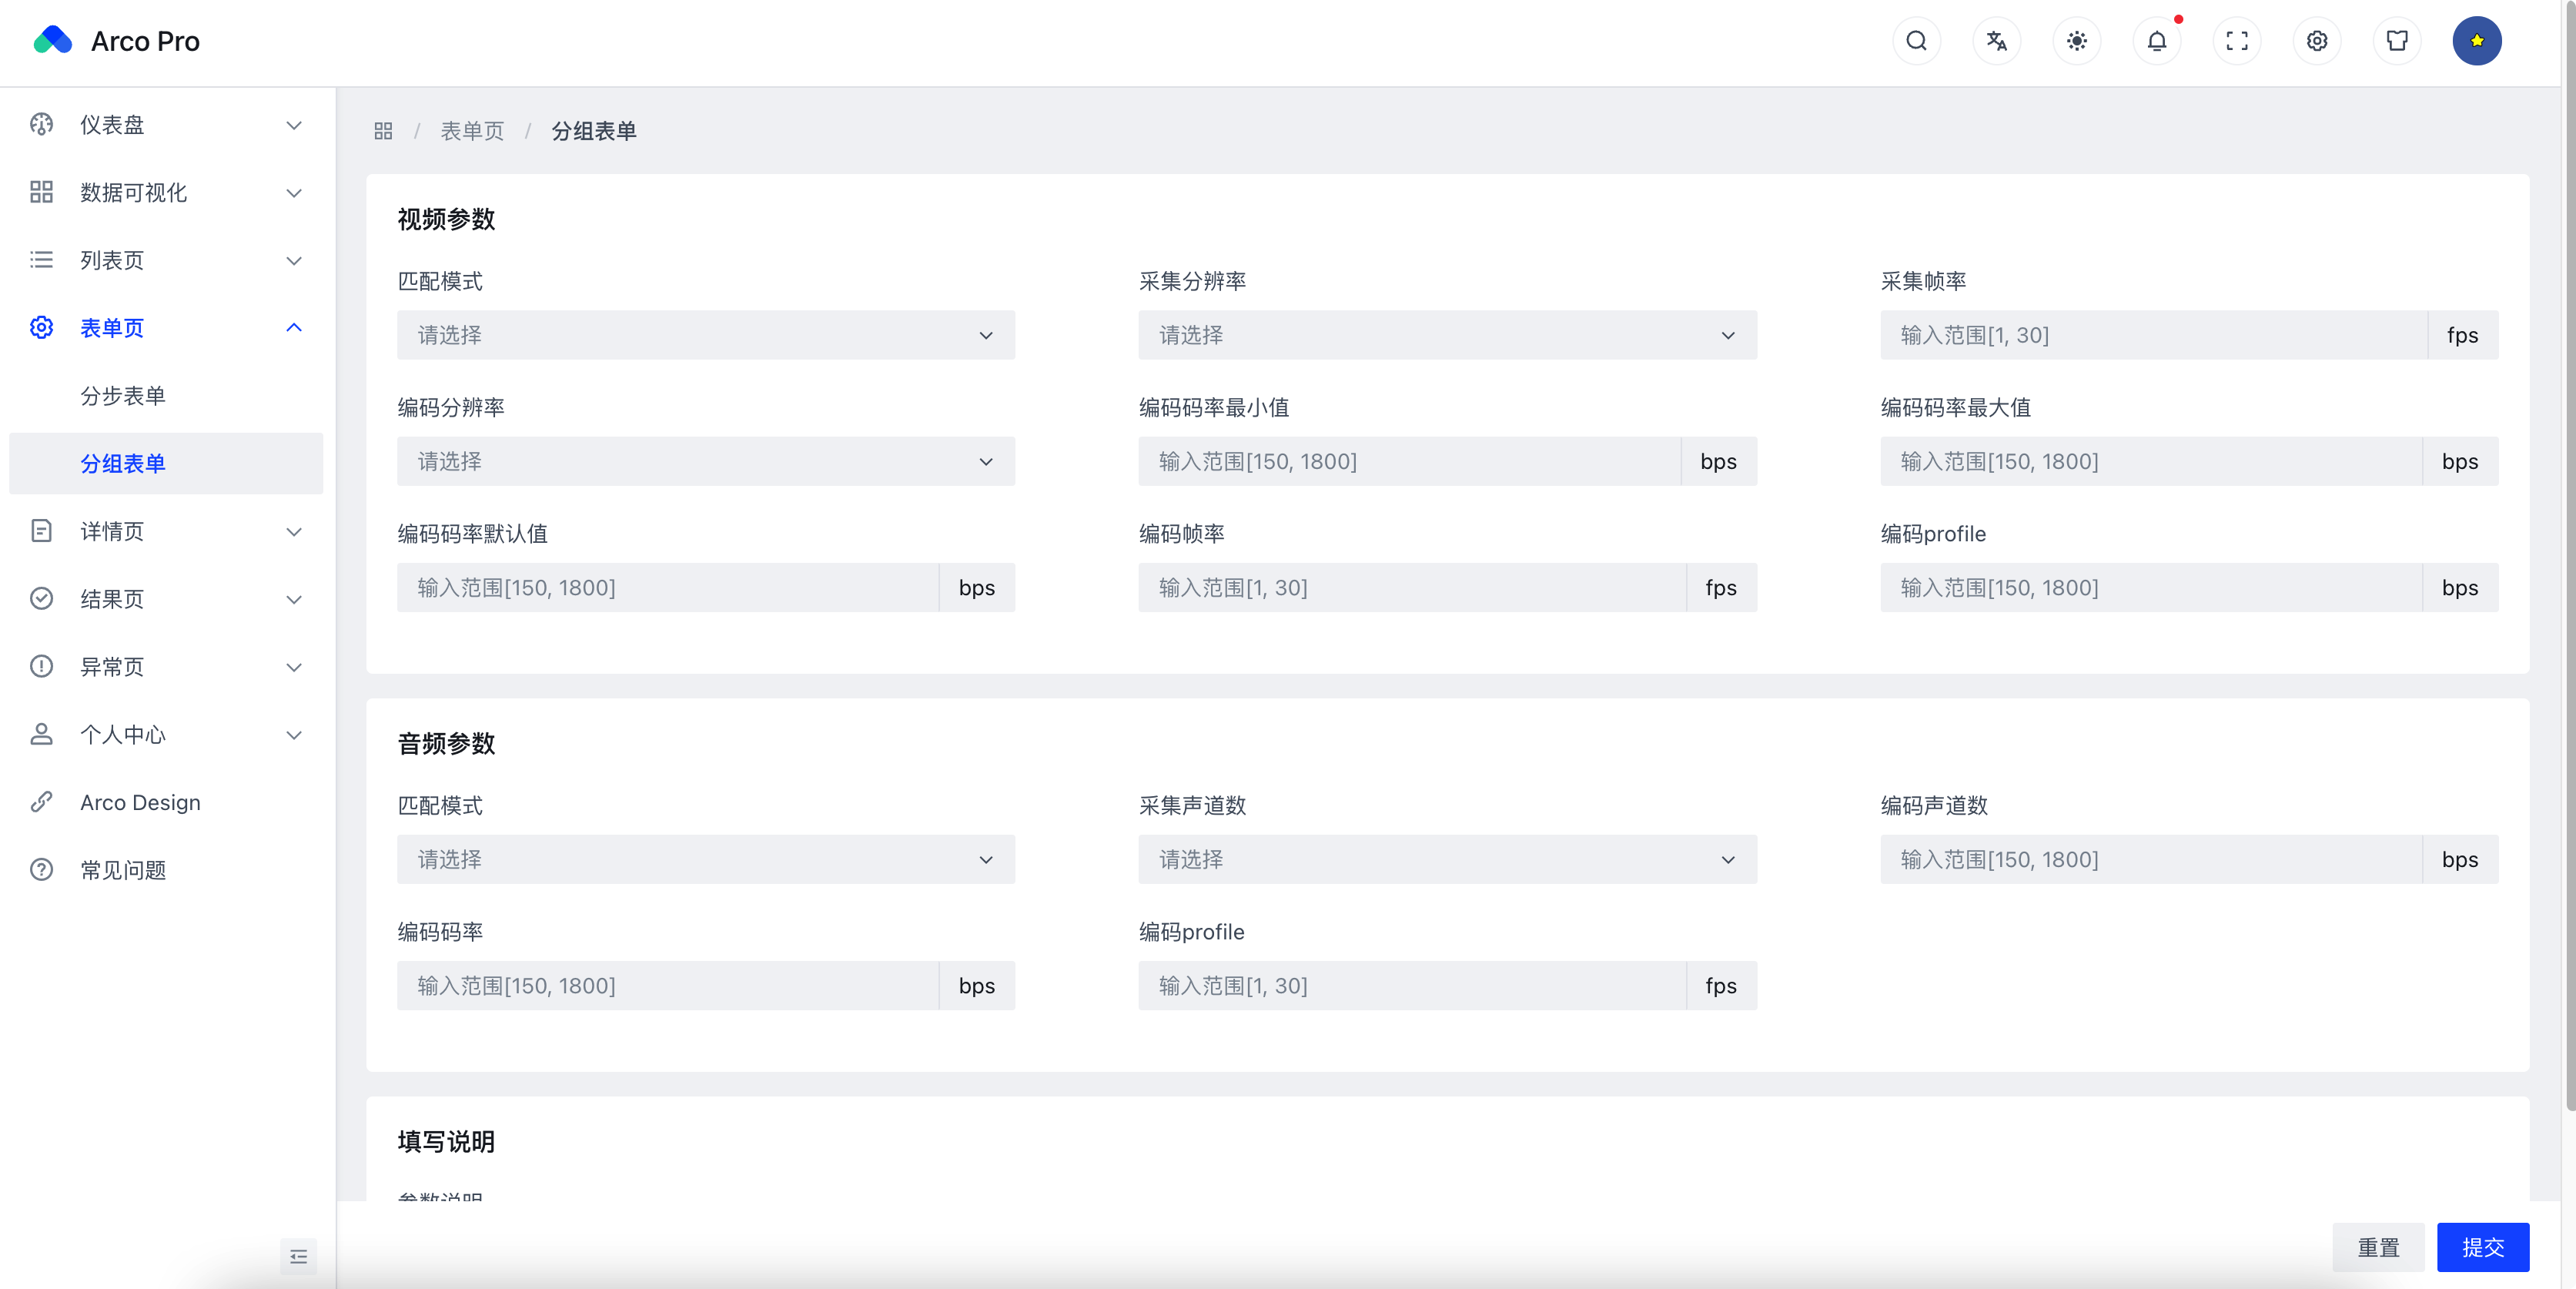 Arco Pro
仪表盘
数据可视化
列表页
表单页
分步表单
分组表单
详情页
结果页
异常页
个人中心
Arco Design
常见问题
/ 表单页 / 分组表单
视频参数
匹配模式
请选择
采集分辨率
请选择
采集帧率
输入范围[1, 30] fps
编码分辨率
请选择
编码码率最小值
输入范围[150, 1800] bps
编码码率最大值
输入范围[150, 1800] bps
编码码率默认值
输入范围[150, 1800] bps
编码帧率
输入范围[1, 30] fps
编码profile
输入范围[150, 1800] bps
音频参数
匹配模式
请选择
采集声道数
请选择
编码声道数
输入范围[150, 1800] bps
编码码率
输入范围[150, 1800] bps
编码profile
输入范围[1, 30] fps
填写说明
参数说明
重置
提交